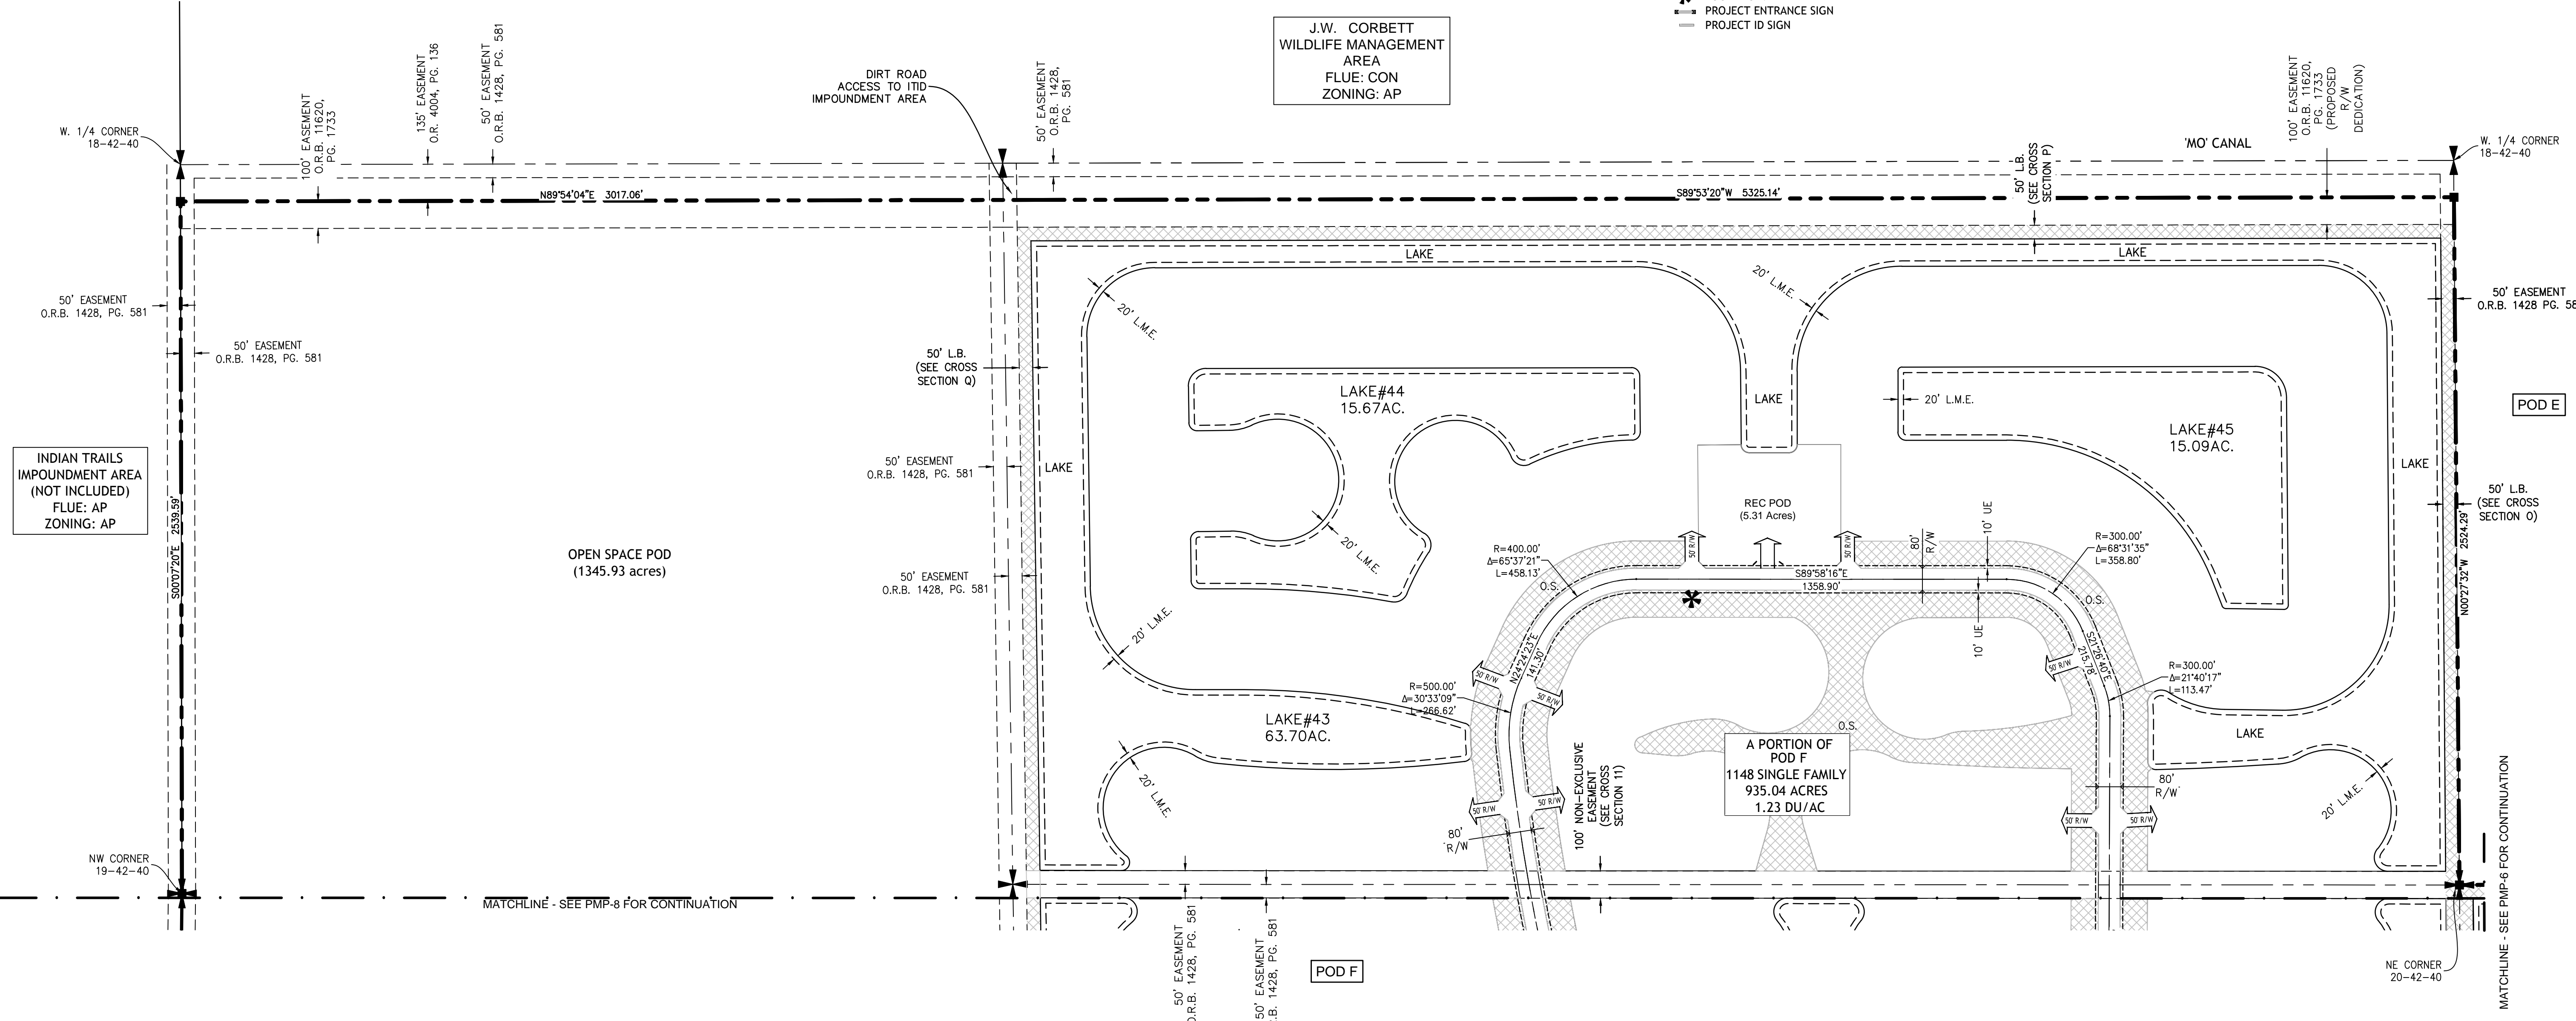 PROJECT ENTRANCE SIGN
PROJECT ID SIGN
J.W. CORBETT
WILDLIFE MANAGEMENT
AREA
FLUE: CON
ZONING: AP
DIRT ROAD
ACCESS TO ITID
IMPOUNDMENT AREA
W. 1/4 CORNER
18-42-40
100' EASEMENT
O.R.B. 11620,
PG. 1733
135' EASEMENT
O.R. 4004, PG. 136
50' EASEMENT
O.R.B. 1428, PG. 581
50' EASEMENT
O.R.B. 1428,
PG. 581
50' L.B.
(SEE CROSS
SECTION P)
'MO' CANAL
100' EASEMENT
O.R.B. 11620,
PG. 1733
(PROPOSED
R/W
DEDICATION)
W. 1/4 CORNER
18-42-40
N89°54'04"E 3017.06'
S89°53'20"W 5325.14'
50' EASEMENT
O.R.B. 1428, PG. 581
50' EASEMENT
O.R.B. 1428, PG. 581
INDIAN TRAILS
IMPOUNDMENT AREA
(NOT INCLUDED)
FLUE: AP
ZONING: AP
S00°07'20"E 2539.59'
OPEN SPACE POD
(1345.93 acres)
50' L.B.
(SEE CROSS
SECTION Q)
50' EASEMENT
O.R.B. 1428, PG. 581
50' EASEMENT
O.R.B. 1428, PG. 581
LAKE
LAKE
LAKE
20' L.M.E.
20' L.M.E.
LAKE#44
15.67AC.
LAKE
20' L.M.E.
LAKE#45
15.09AC.
LAKE
LAKE
50' EASEMENT
POD E
50' L.B.
(SEE CROSS
SECTION O)
N00°27'32"W 2524.29'
20' L.M.E.
20' L.M.E.
REC POD
(5.31 Acres)
50' R/W
50' R/W
80'
R/W
10' UE
10' UE
R=400.00'
Δ=65°37'21"
L=458.13'
O.S.
S89°58'16"E
1358.90'
R=300.00'
Δ=68°31'35"
L=358.80'
O.S.
N24°24'23"E
141.30'
S21°26'40"E
215.78'
50' R/W
50' R/W
50' R/W
R=500.00'
Δ=30°33'09"
L=266.62'
R=300.00'
Δ=21°40'17"
L=113.47'
LAKE#43
63.70AC.
20' L.M.E.
O.S.
A PORTION OF
POD F
1148 SINGLE FAMILY
935.04 ACRES
1.23 DU/AC
LAKE
20' L.M.E.
80'
R/W
50' R/W
50' R/W
50' R/W
50' R/W
80'
R/W
100' NON-EXCLUSIVE
EASEMENT
(SEE CROSS
SECTION 11)
NW CORNER
19-42-40
MATCHLINE - SEE PMP-8 FOR CONTINUATION
50' EASEMENT
50' EASEMENT
POD F
NE CORNER
20-42-40
MATCHLINE - SEE PMP-6 FOR CONTINUATION